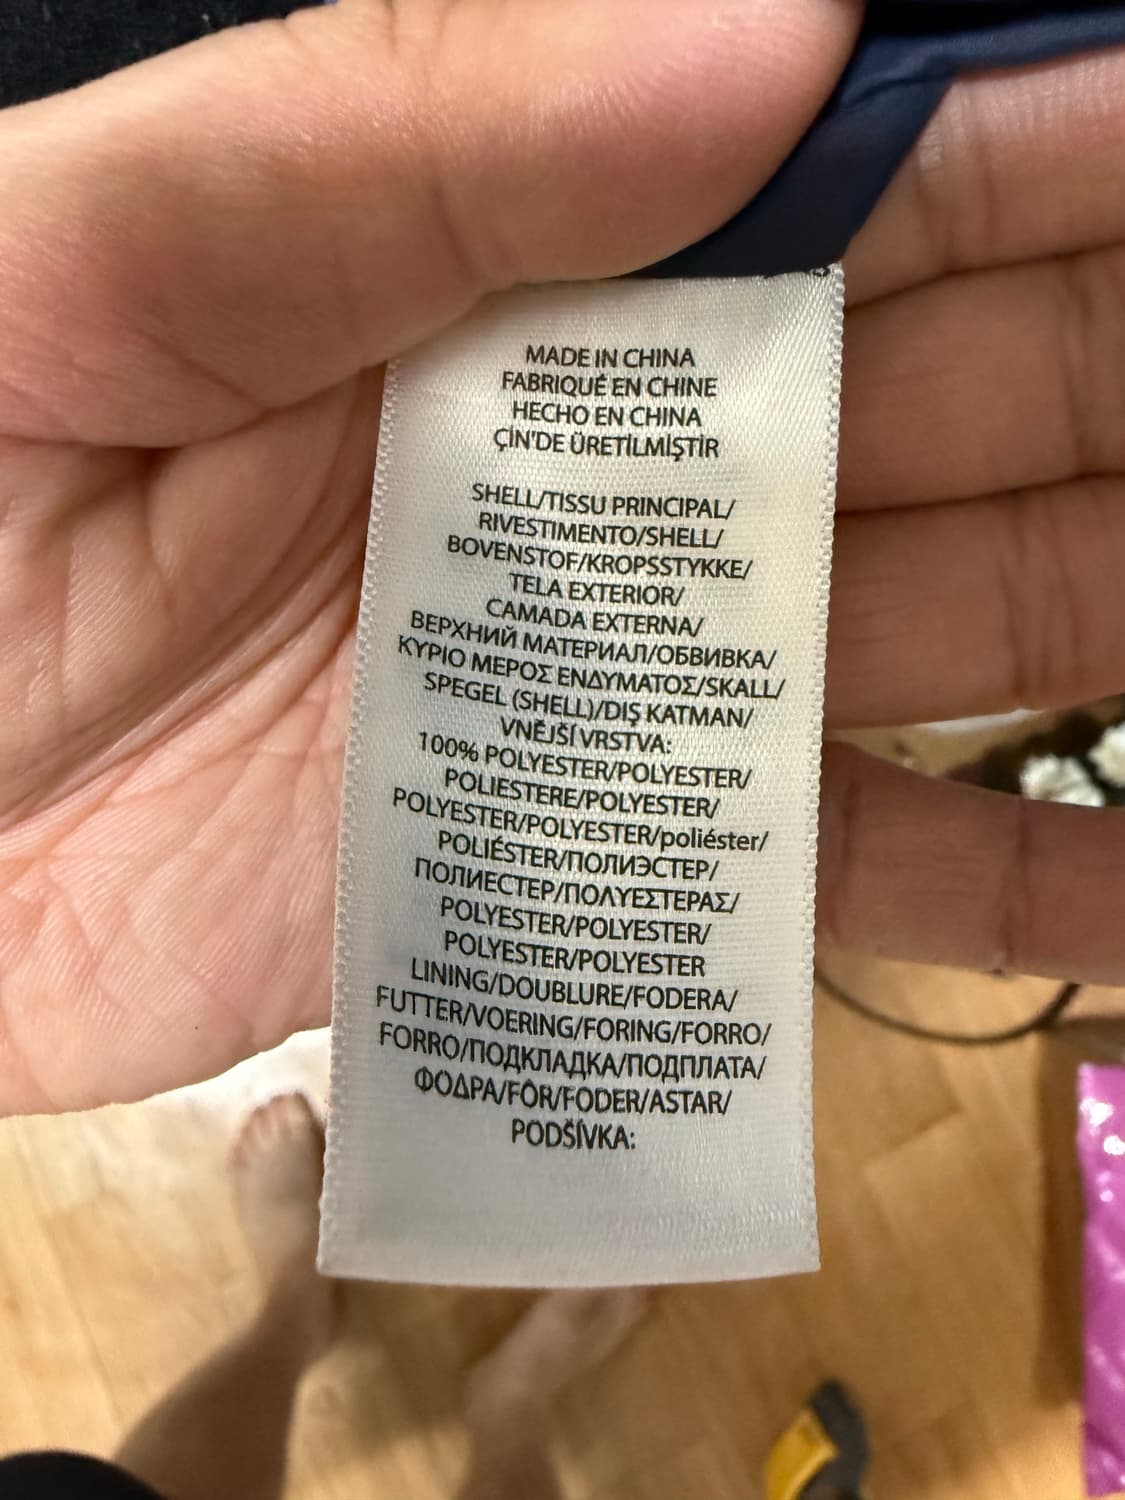 MADE IN CHINA
FABRIQUÉ EN CHINE
HECHO EN CHINA
ÇİN'DE ÜRETİLMİŞTİR
SHELL/TISSU PRINCIPAL/
RIVESTIMENTO/SHELL/
BOVENSTOF/KROPSSTYKKE/
TELA EXTERIOR/
CAMADA EXTERNA/
ВЕРХНИЙ МАТЕРИАЛ/ОБВИВКА/
ΚΥΡΙΟ ΜΕΡΟΣ ΕΝΔΥΜΑΤΟΣ/SKALL/
SPEGEL (SHELL)/DIŞ KATMAN/
VNĚJŠÍ VRSTVA:
100% POLYESTER/POLYESTER/
POLIESTERE/POLYESTER/
POLYESTER/POLYESTER/poliéster/
POLIÉSTER/ПОЛИЭСТЕР/
ПОЛИЕСТЕР/ΠΟΛΥΕΣΤΕΡΑΣ/
POLYESTER/POLYESTER/
POLYESTER/POLYESTER
LINING/DOUBLURE/FODERA/
FUTTER/VOERING/FORING/FORRO/
FORRO/ПОДКЛАДКА/ПОДПЛАТА/
ΦΟΔΡΑ/FÔR/FODER/ASTAR/
PODŠÍVKA: